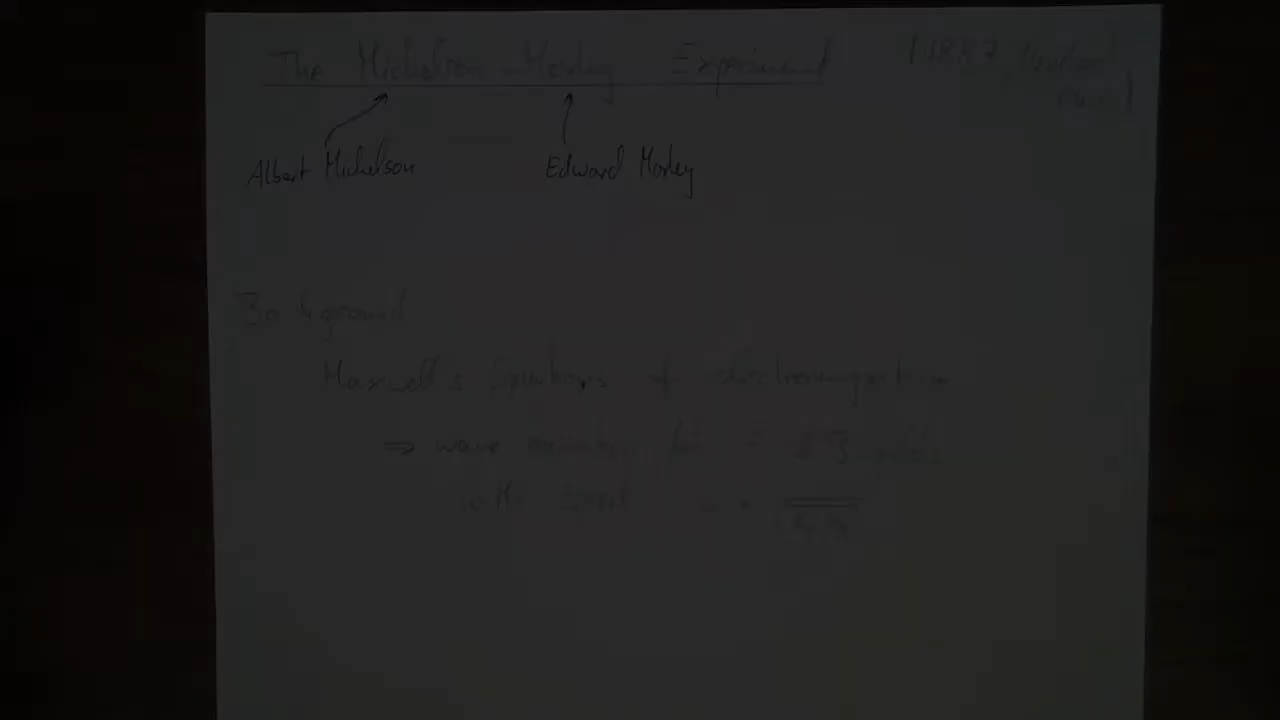 The Michelson Morley Experiment (1887,
Albert Michelson Edward Morley
Background
Maxwell's Equations of electromagnetism
⇒ wave equation for E &B fields
with speed